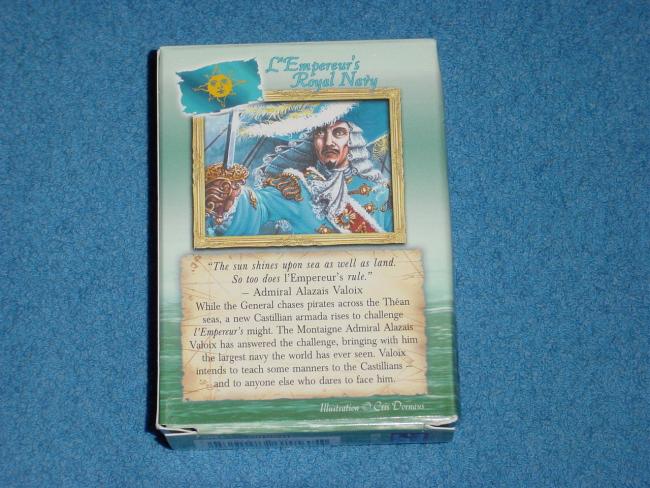 L'Empereur's
Royal Navy
"The sun shines upon sea as well as land.
So too does l'Empereur's rule."
– Admiral Alazais Valoix
While the General chases pirates across the Théan
seas, a new Castillian armada rises to challenge
l'Empereur's might. The Montaigne Admiral Alazais
Valoix has answered the challenge, bringing with him
the largest navy the world has ever seen. Valoix
intends to teach some manners to the Castillians –
and to anyone else who dares to face him.
Illustration © Cris Dornaus